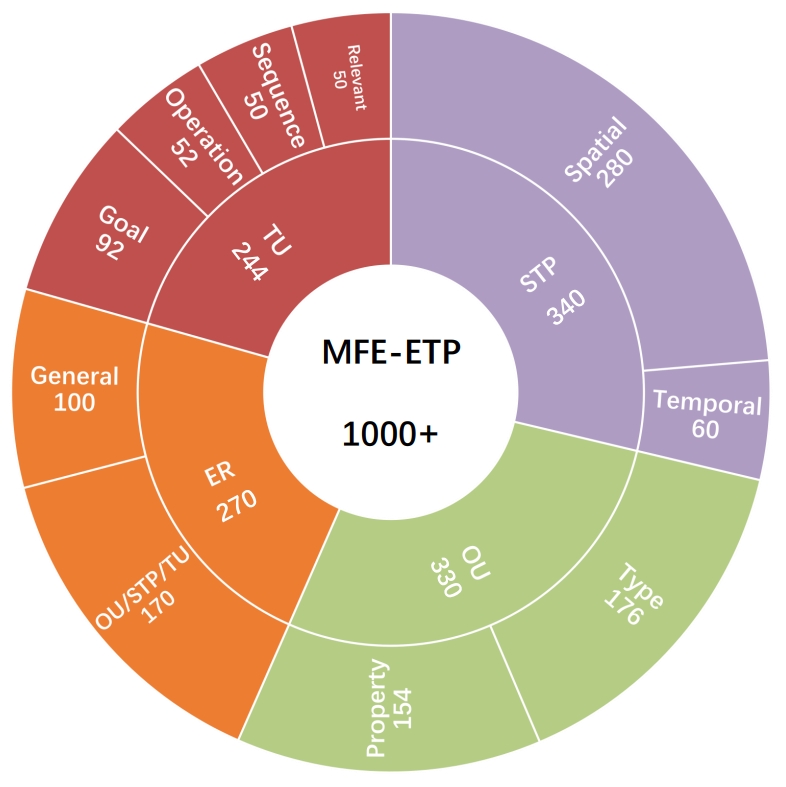 MFE-ETP
1000+
STP
340
Spatial
280
Temporal
60
OU
330
Type
176
Property
154
ER
270
OU/STP/TU
170
General
100
TU
244
Goal
92
Operation
52
Sequence
50
Relevant
50